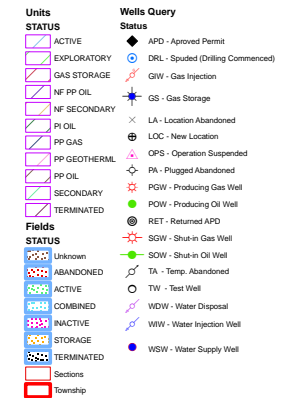 Units
STATUS
ACTIVE
EXPLORATORY
GAS STORAGE
NF PP OIL
NF SECONDARY
PI OIL
PP GAS
PP GEOTHERML
PP OIL
SECONDARY
TERMINATED
Fields
STATUS
Unknown
ABANDONED
ACTIVE
COMBINED
INACTIVE
STORAGE
TERMINATED
Sections
Township
Wells Query
Status
APD - Aproved Permit
DRL - Spuded (Drilling Commenced)
GIW - Gas Injection
GS - Gas Storage
LA - Location Abandoned
LOC - New Location
OPS - Operation Suspended
PA - Plugged Abandoned
PGW - Producing Gas Well
POW - Producing Oil Well
RET - Returned APD
SGW - Shut-in Gas Well
SOW - Shut-in Oil Well
TA - Temp. Abandoned
TW - Test Well
WDW - Water Disposal
WIW - Water Injection Well
WSW - Water Supply Well